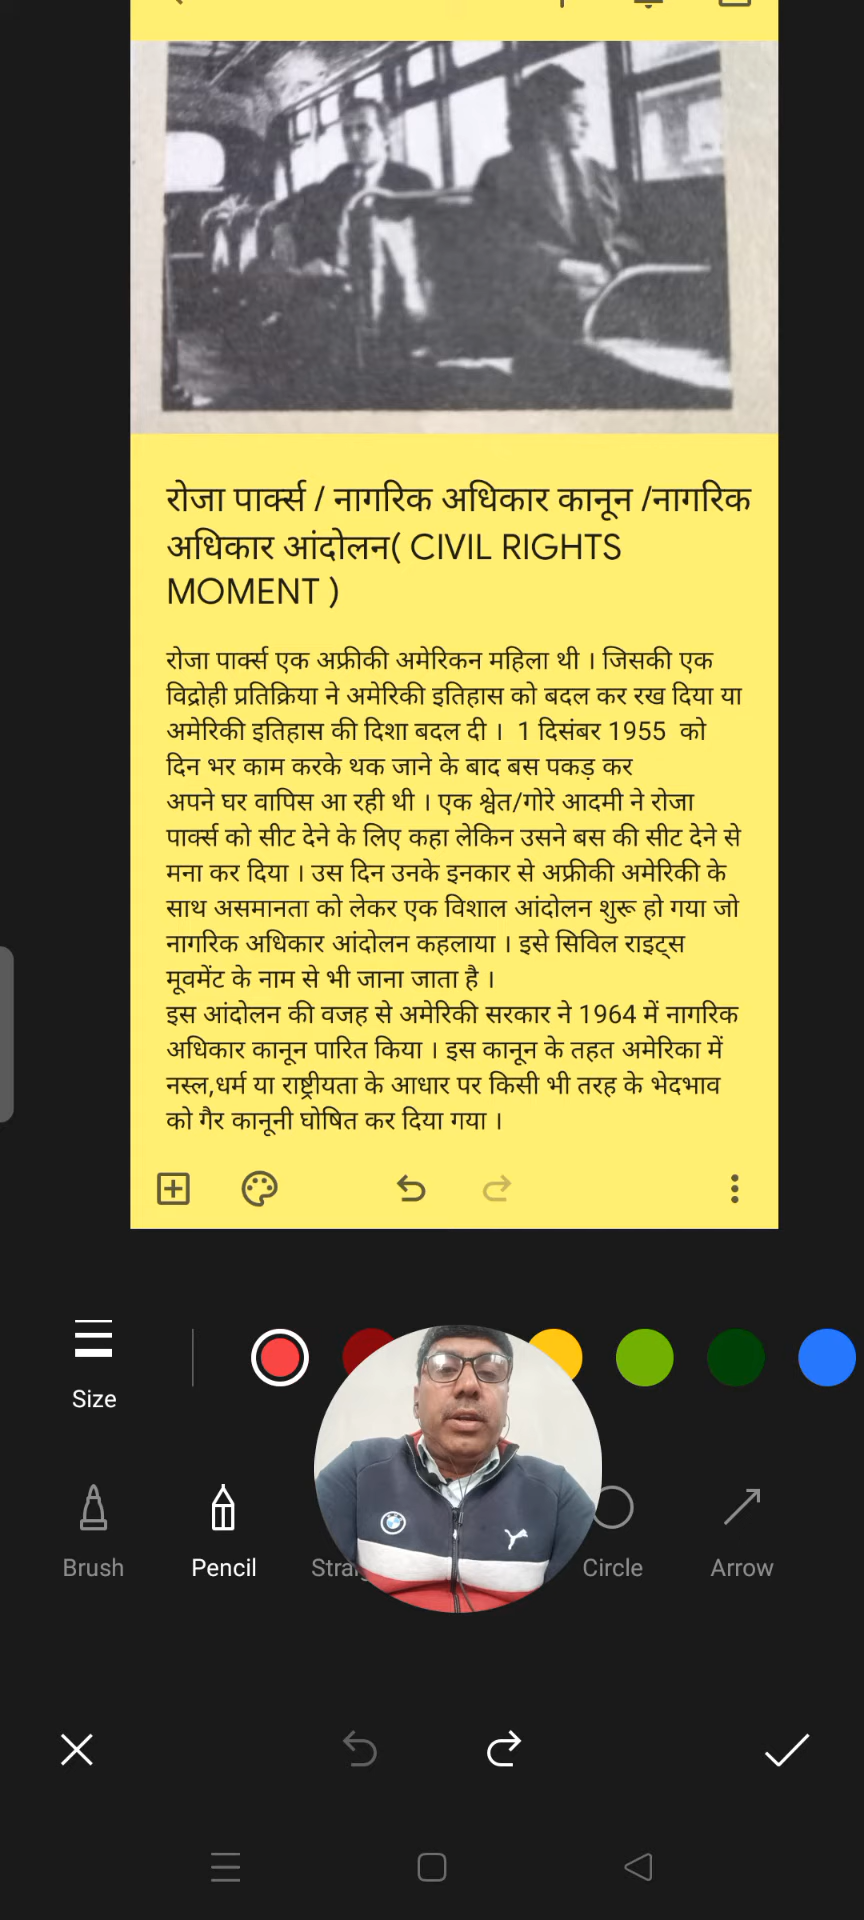 रोजा पार्क्स / नागरिक अधिकार कानून /नागरिक
अधिकार आंदोलन( CIVIL RIGHTS
MOMENT )
रोजा पार्क्स एक अफ्रीकी अमेरिकन महिला थी । जिसकी एक
विद्रोही प्रतिक्रिया ने अमेरिकी इतिहास को बदल कर रख दिया या
अमेरिकी इतिहास की दिशा बदल दी । 1 दिसंबर 1955 को
दिन भर काम करके थक जाने के बाद बस पकड़ कर
अपने घर वापिस आ रही थी । एक श्वेत/गोरे आदमी ने रोजा
पार्क्स को सीट देने के लिए कहा लेकिन उसने बस की सीट देने से
मना कर दिया । उस दिन उनके इनकार से अफ्रीकी अमेरिकी के
साथ असमानता को लेकर एक विशाल आंदोलन शुरू हो गया जो
नागरिक अधिकार आंदोलन कहलाया । इसे सिविल राइट्स
मूवमेंट के नाम से भी जाना जाता है ।
इस आंदोलन की वजह से अमेरिकी सरकार ने 1964 में नागरिक
अधिकार कानून पारित किया । इस कानून के तहत अमेरिका में
नस्ल,धर्म या राष्ट्रीयता के आधार पर किसी भी तरह के भेदभाव
को गैर कानूनी घोषित कर दिया गया ।
Size
Brush Pencil Circle Arrow